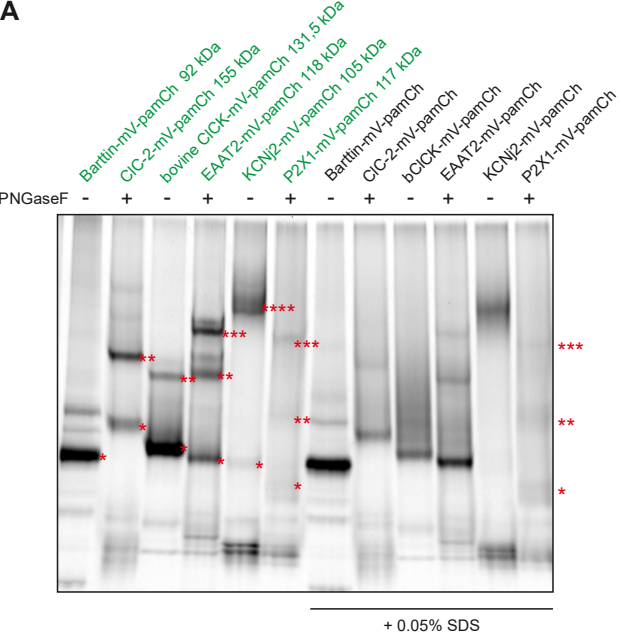 A
Barttin-mV-pamCh 92 kDa
ClC-2-mV-pamCh 155 kDa
bovine ClCK-mV-pamCh 131,5 kDa
EAAT2-mV-pamCh 118 kDa
KCNj2-mV-pamCh 105 kDa
P2X1-mV-pamCh 117 kDa
Barttin-mV-pamCh
ClC-2-mV-pamCh
bClCK-mV-pamCh
EAAT2-mV-pamCh
KCNj2-mV-pamCh
P2X1-mV-pamCh
PNGaseF - + - + - + - + - + - +
****
***
***
***
**
**
**
**
**
*
*
*
*
*
*
*
+ 0.05% SDS